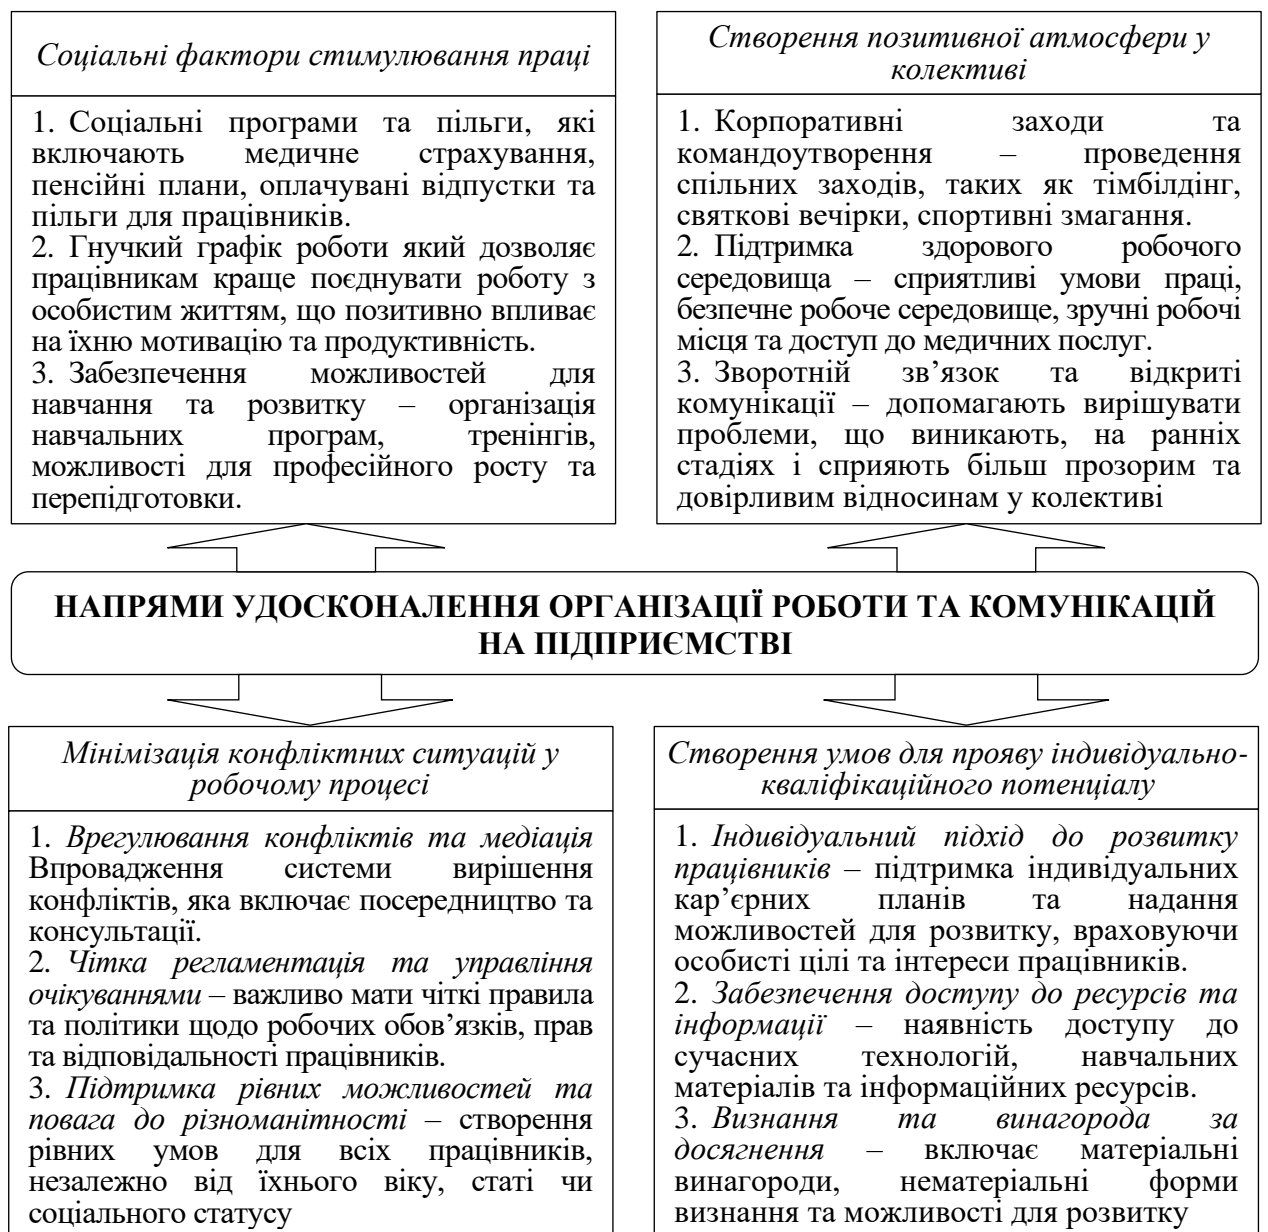 Соціальні фактори стимулювання праці
1. Соціальні програми та пільги, які
включають медичне страхування,
пенсійні плани, оплачувані відпустки та
пільги для працівників.
2. Гнучкий графік роботи який дозволяє
працівникам краще поєднувати роботу з
особистим життям, що позитивно впливає
на їхню мотивацію та продуктивність.
3. Забезпечення можливостей для
навчання та розвитку – організація
навчальних програм, тренінгів,
можливості для професійного росту та
перепідготовки.
Створення позитивної атмосфери у
колективі
1. Корпоративні заходи та
командоутворення – проведення
спільних заходів, таких як тімбілдінг,
святкові вечірки, спортивні змагання.
2. Підтримка здорового робочого
середовища – сприятливі умови праці,
безпечне робоче середовище, зручні робочі
місця та доступ до медичних послуг.
3. Зворотній зв’язок та відкриті
комунікації – допомагають вирішувати
проблеми, що виникають, на ранніх
стадіях і сприяють більш прозорим та
довірливим відносинам у колективі
НАПРЯМИ УДОСКОНАЛЕННЯ ОРГАНІЗАЦІЇ РОБОТИ ТА КОМУНІКАЦІЙ
НА ПІДПРИЄМСТВІ
Мінімізація конфліктних ситуацій у
робочому процесі
1. Врегулювання конфліктів та медіація
Впровадження системи вирішення
конфліктів, яка включає посередництво та
консультації.
2. Чітка регламентація та управління
очікуваннями – важливо мати чіткі правила
та політики щодо робочих обов’язків, прав
та відповідальності працівників.
3. Підтримка рівних можливостей та
повага до різноманітності – створення
рівних умов для всіх працівників,
незалежно від їхнього віку, статі чи
соціального статусу
Створення умов для прояву індивідуально-
кваліфікаційного потенціалу
1. Індивідуальний підхід до розвитку
працівників – підтримка індивідуальних
кар’єрних планів та надання
можливостей для розвитку, враховуючи
особисті цілі та інтереси працівників.
2. Забезпечення доступу до ресурсів та
інформації – наявність доступу до
сучасних технологій, навчальних
матеріалів та інформаційних ресурсів.
3. Визнання та винагорода за
досягнення – включає матеріальні
винагороди, нематеріальні форми
визнання та можливості для розвитку